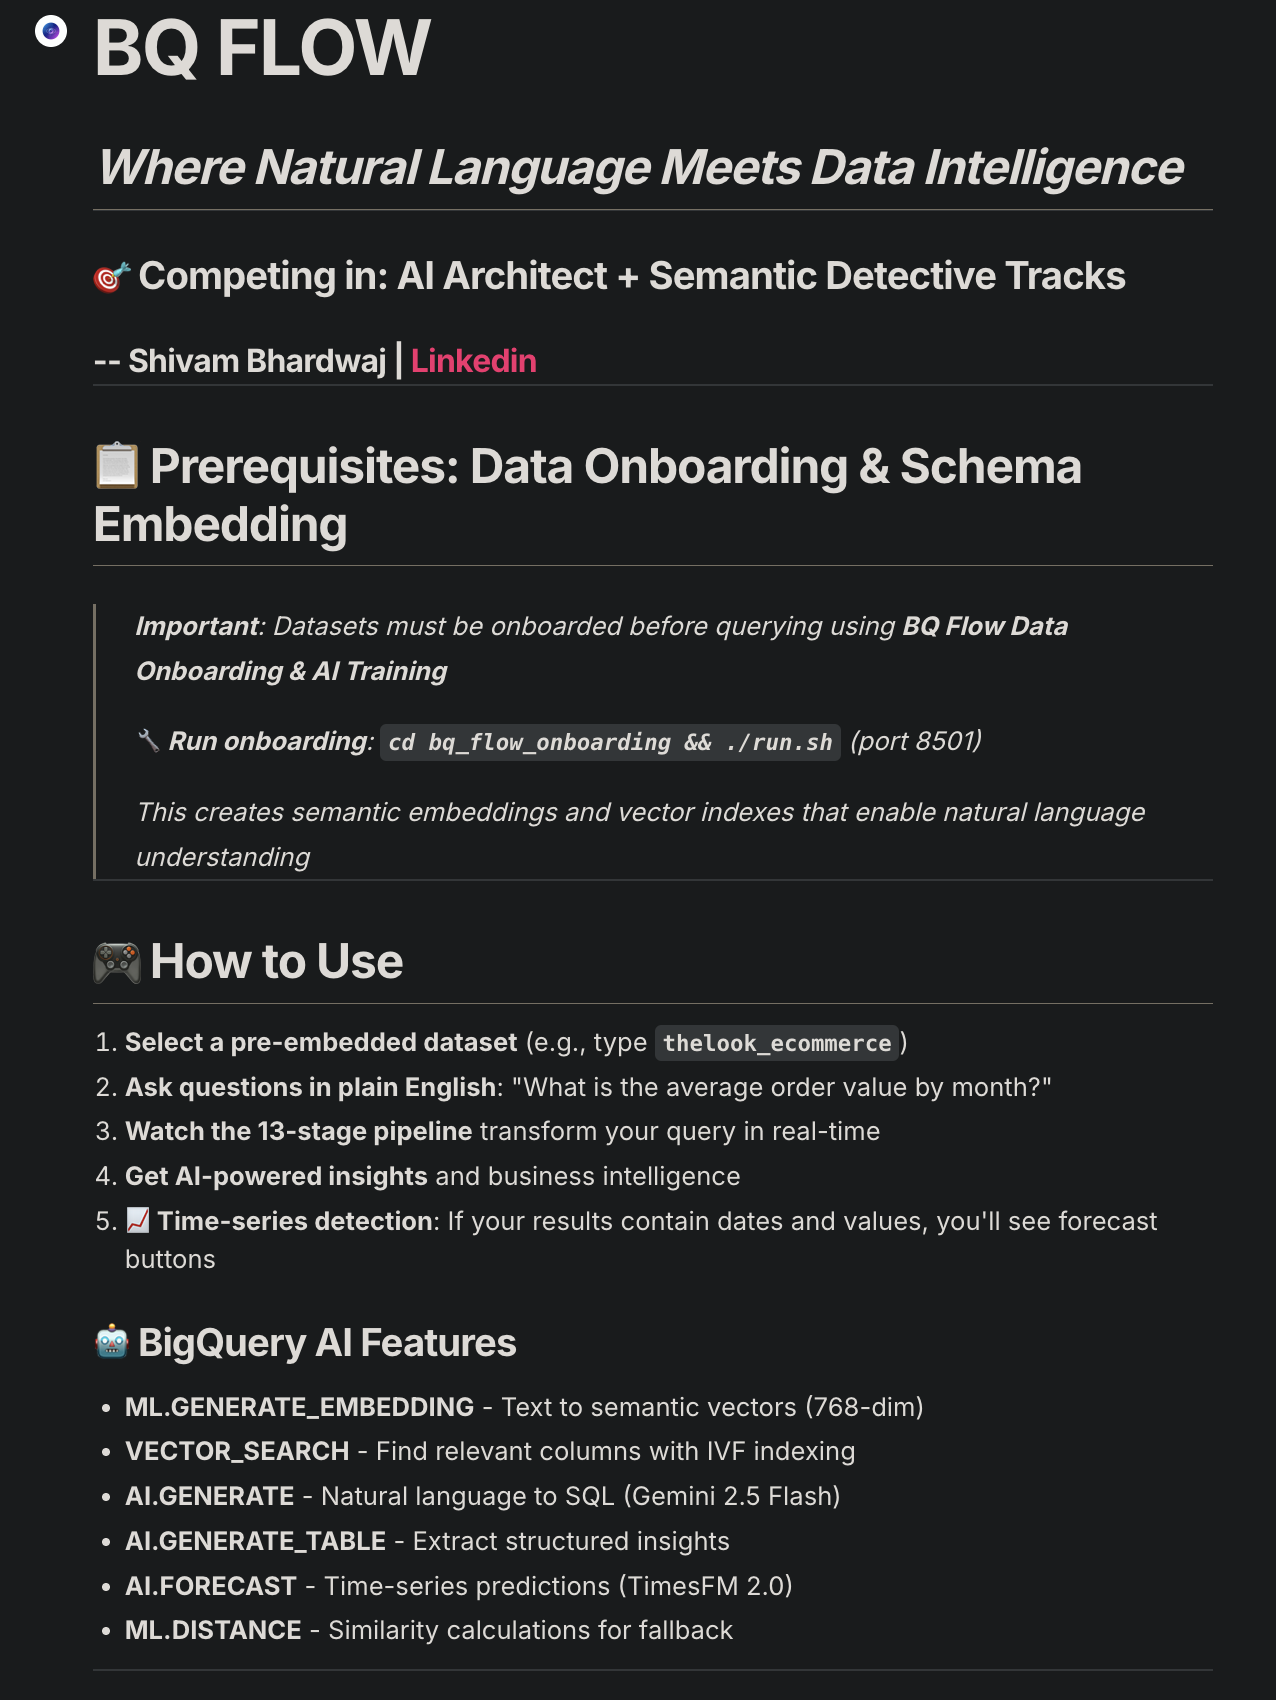 BQ FLOW
Where Natural Language Meets Data Intelligence
🎯 Competing in: AI Architect + Semantic Detective Tracks
-- Shivam Bhardwaj | Linkedin
📋 Prerequisites: Data Onboarding & Schema
Embedding
Important: Datasets must be onboarded before querying using BQ Flow Data
Onboarding & AI Training
🔧 Run onboarding: cd bq_flow_onboarding && ./run.sh (port 8501)
This creates semantic embeddings and vector indexes that enable natural language
understanding
🎮 How to Use
1. Select a pre-embedded dataset (e.g., type thelook_ecommerce)
2. Ask questions in plain English: "What is the average order value by month?"
3. Watch the 13-stage pipeline transform your query in real-time
4. Get AI-powered insights and business intelligence
5. 📈 Time-series detection: If your results contain dates and values, you'll see forecast
buttons
🤖 BigQuery AI Features
• ML.GENERATE_EMBEDDING - Text to semantic vectors (768-dim)
• VECTOR_SEARCH - Find relevant columns with IVF indexing
• AI.GENERATE - Natural language to SQL (Gemini 2.5 Flash)
• AI.GENERATE_TABLE - Extract structured insights
• AI.FORECAST - Time-series predictions (TimesFM 2.0)
• ML.DISTANCE - Similarity calculations for fallback